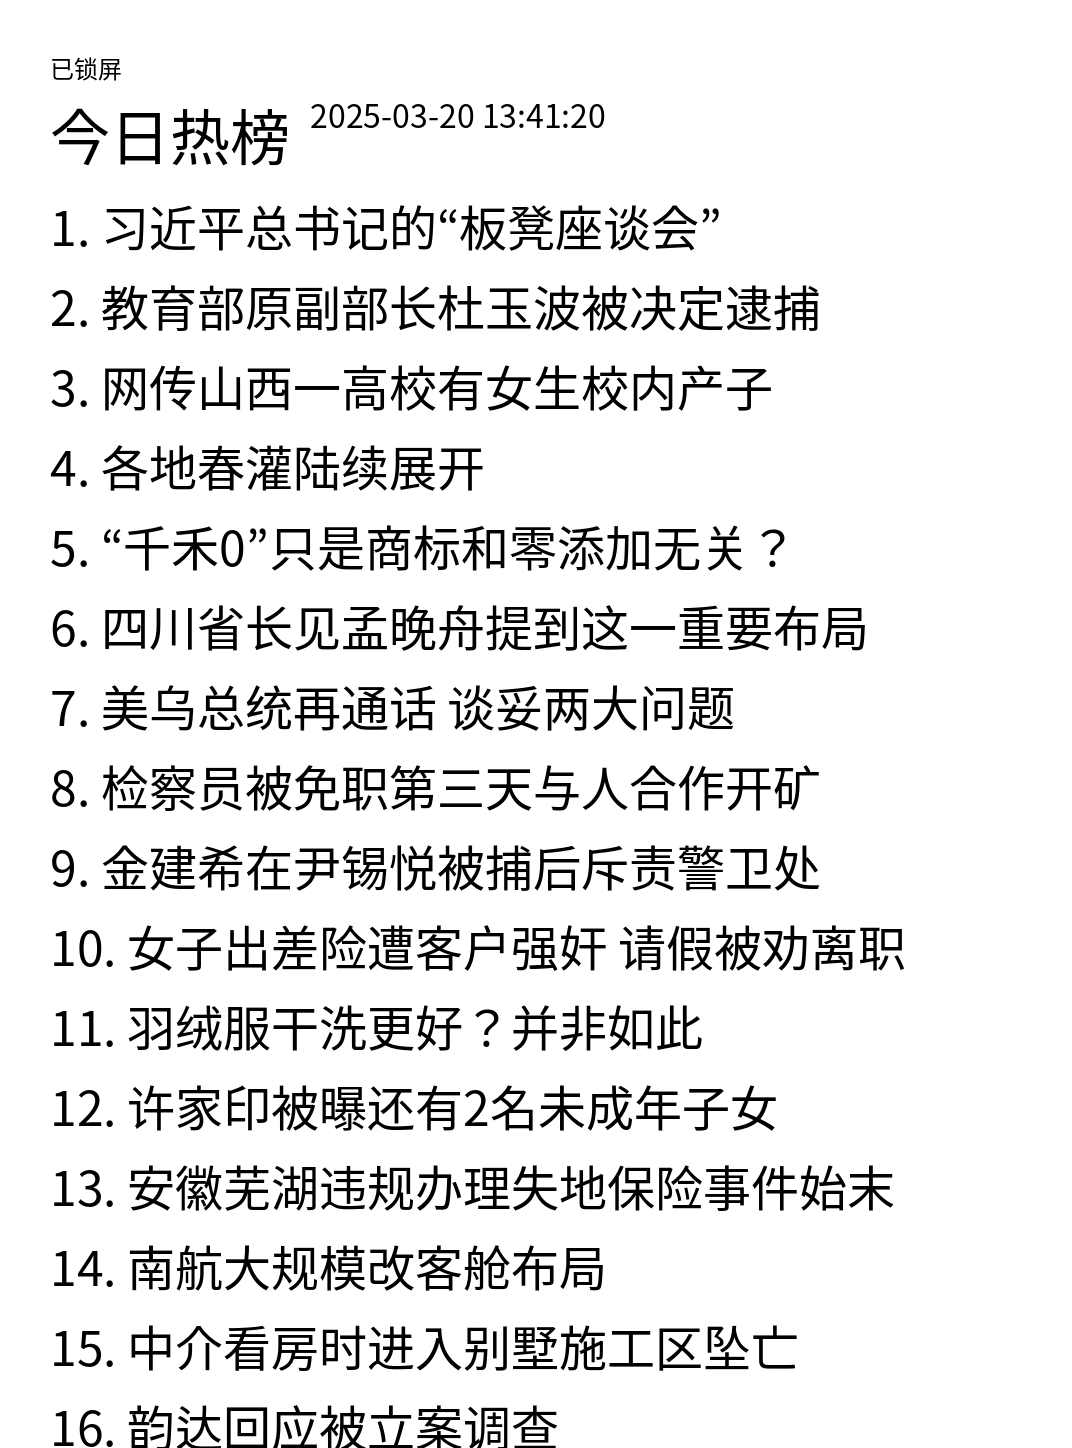 已锁屏
今日热榜 2025-03-20 13:41:20
1. 习近平总书记的“板凳座谈会”
2. 教育部原副部长杜玉波被决定逮捕
3. 网传山西一高校有女生校内产子
4. 各地春灌陆续展开
5. “千禾0”只是商标和零添加无关？
6. 四川省长见孟晚舟提到这一重要布局
7. 美乌总统再通话 谈妥两大问题
8. 检察员被免职第三天与人合作开矿
9. 金建希在尹锡悦被捕后斥责警卫处
10. 女子出差险遭客户强奸 请假被劝离职
11. 羽绒服干洗更好？并非如此
12. 许家印被曝还有2名未成年子女
13. 安徽芜湖违规办理失地保险事件始末
14. 南航大规模改客舱布局
15. 中介看房时进入别墅施工区坠亡
16. 韵达回应被立案调查